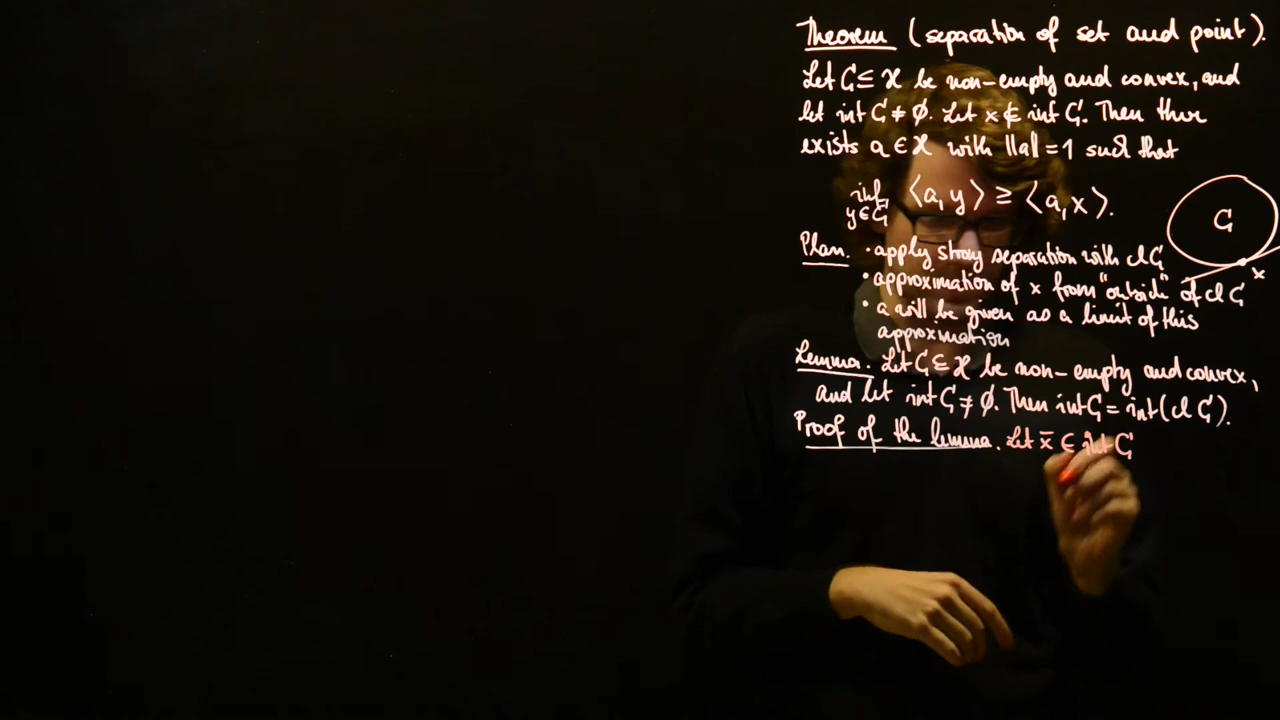 Theorem (separation of set and point).
Let C ⊆ H be non-empty and convex, and
let int C ≠ ∅. Let x ∉ int C. Then there
exists a ∈ H with ||a|| = 1 such that
inf y∈C ⟨a, y⟩ ≥ ⟨a, x⟩.
C
x
Plan. • apply strong separation with cl C
• approximation of x from "outside" of cl C
• a will be given as a limit of this
approximation
Lemma. Let C ⊆ H be non-empty and convex,
and let int C ≠ ∅. Then int C = int(cl C).
Proof of the lemma. Let x̄ ∈ int C